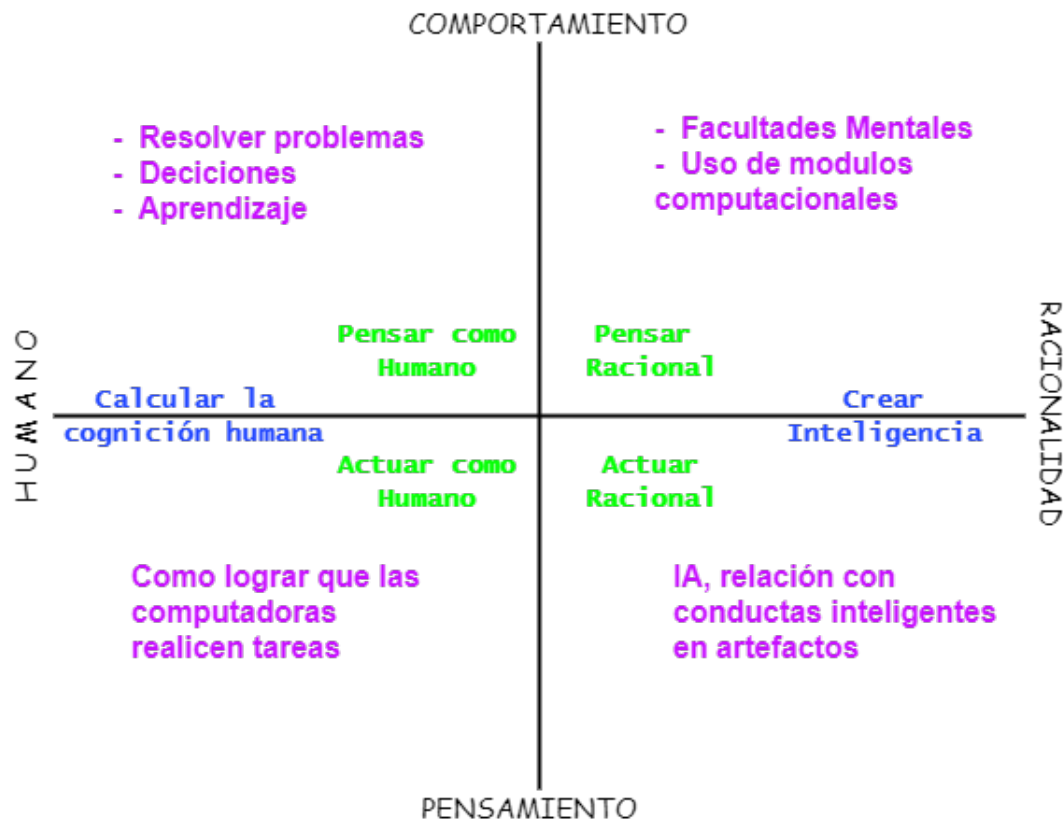 COMPORTAMIENTO
- Resolver problemas
- Deciciones
- Aprendizaje
- Facultades Mentales
- Uso de modulos
computacionales
Pensar como
Humano
Pensar
Racional
HUMANO
RACIONALIDAD
Calcular la
cognición humana
Crear
Inteligencia
Actuar como
Humano
Actuar
Racional
Como lograr que las
computadoras
realicen tareas
IA, relación con
conductas inteligentes
en artefactos
PENSAMIENTO